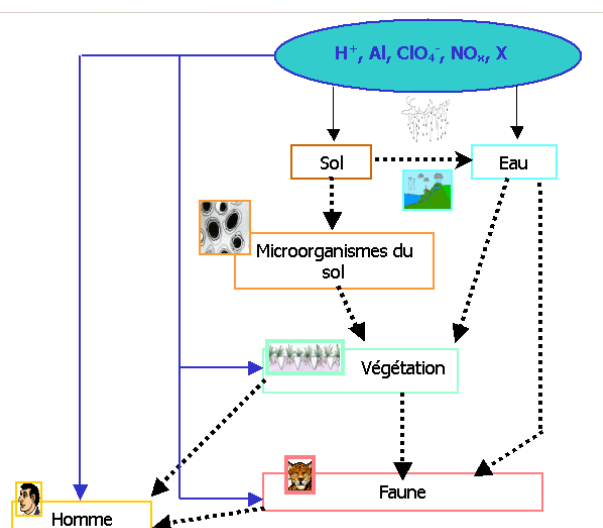 H⁺, Al, ClO₄⁻, NOₓ, X
Sol
Eau
Microorganismes du
sol
Végétation
Faune
Homme